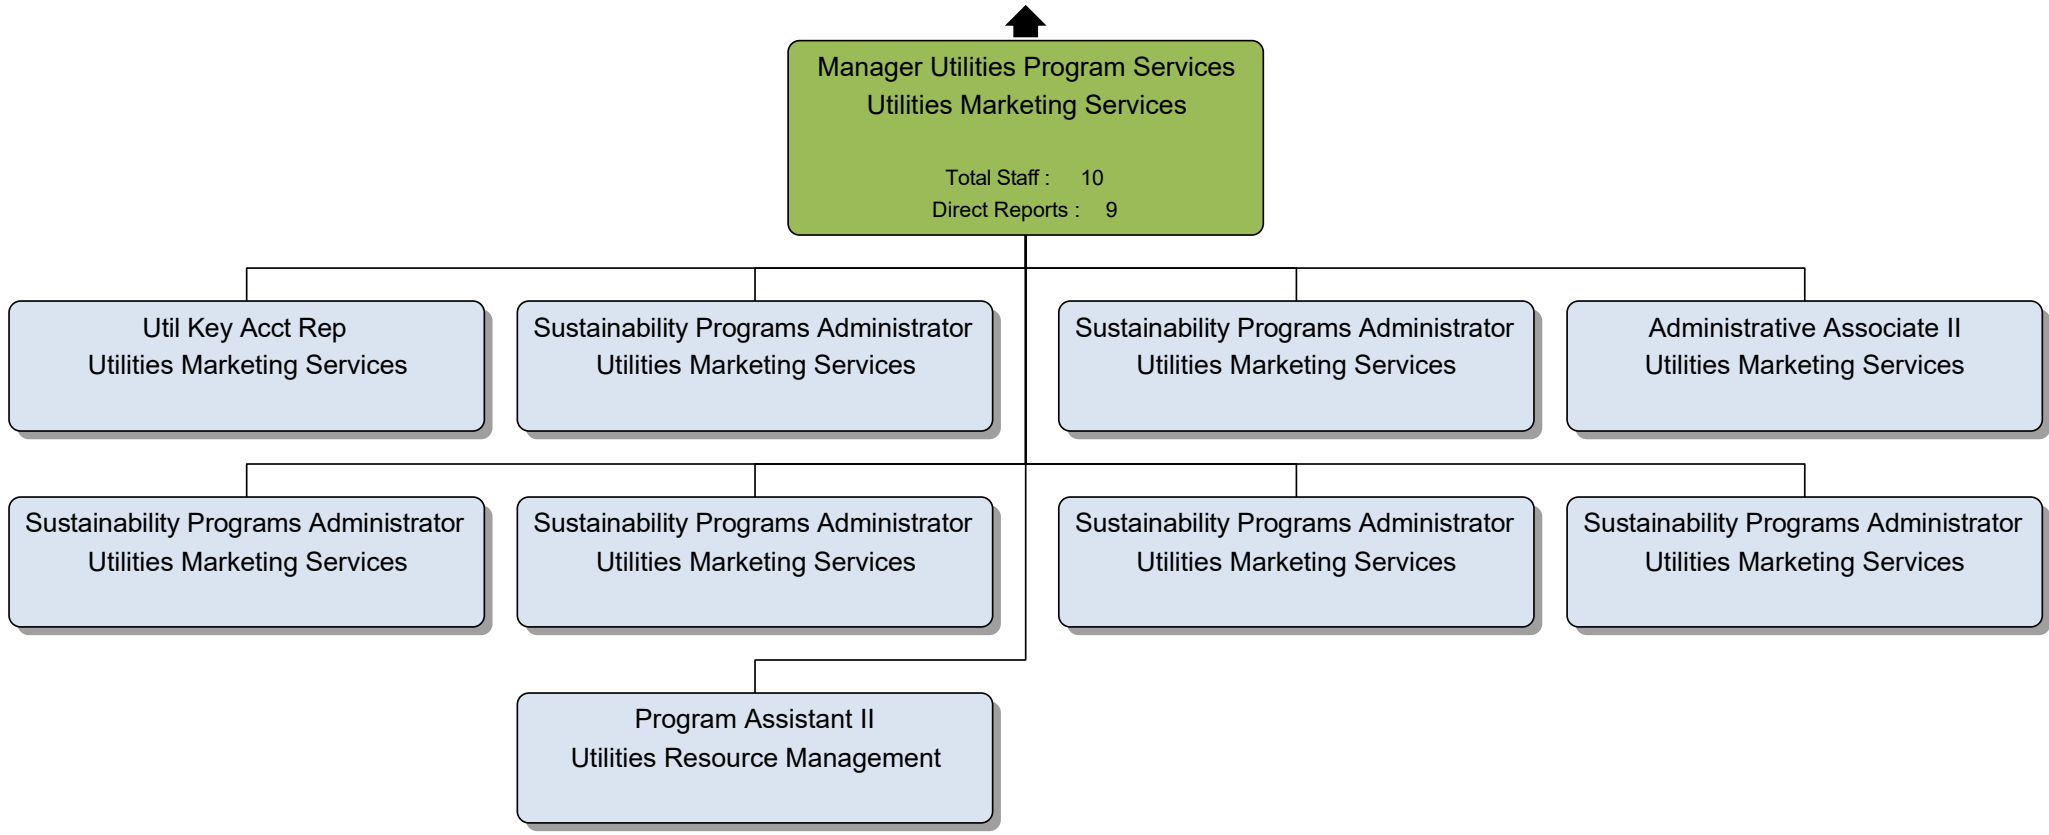 Manager Utilities Program Services
Utilities Marketing Services
Total Staff : 10
Direct Reports : 9
Util Key Acct Rep
Utilities Marketing Services
Sustainability Programs Administrator
Utilities Marketing Services
Sustainability Programs Administrator
Utilities Marketing Services
Administrative Associate II
Utilities Marketing Services
Sustainability Programs Administrator
Utilities Marketing Services
Sustainability Programs Administrator
Utilities Marketing Services
Sustainability Programs Administrator
Utilities Marketing Services
Sustainability Programs Administrator
Utilities Marketing Services
Program Assistant II
Utilities Resource Management